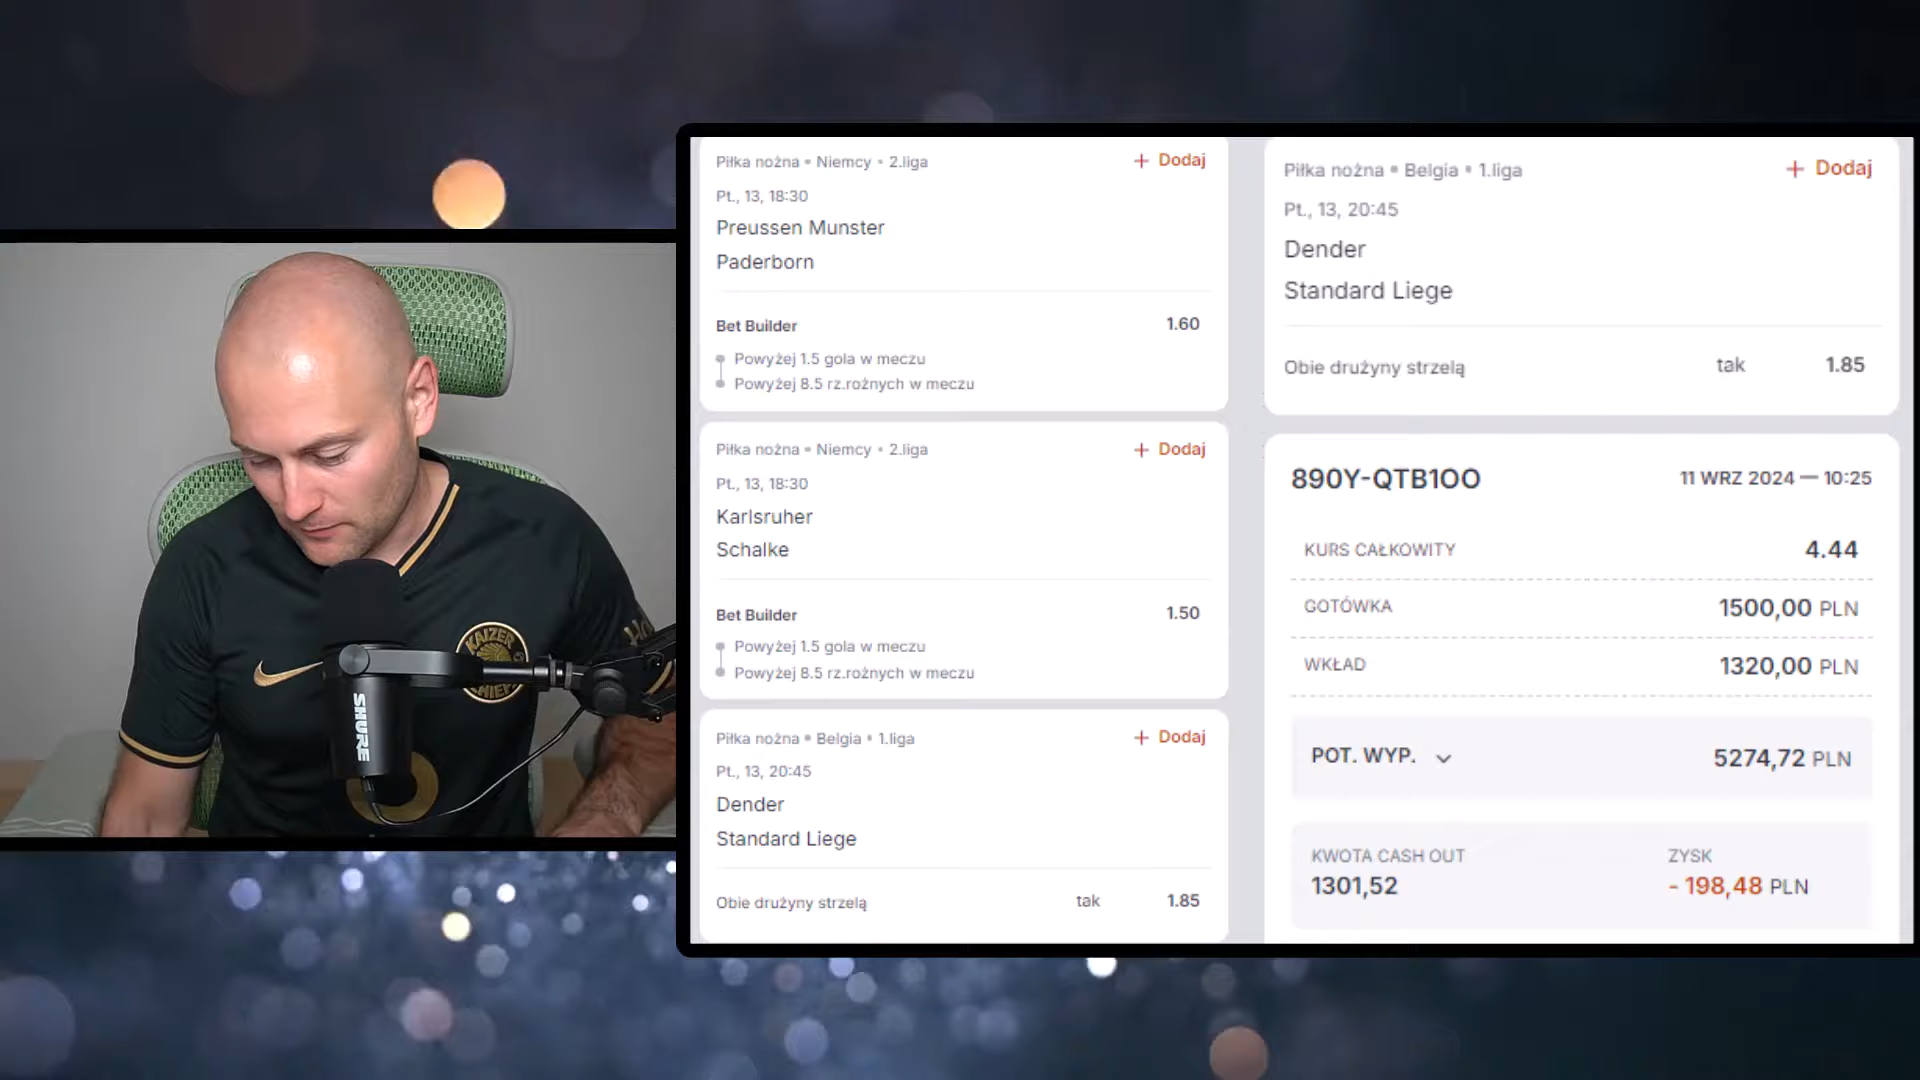 KAIZER
CHIEFS
SHURE
Piłka nożna • Niemcy • 2.liga
+ Dodaj
Pt., 13, 18:30
Preussen Munster
Paderborn
Bet Builder 1.60
Powyżej 1.5 gola w meczu
Powyżej 8.5 rz.rożnych w meczu
Piłka nożna • Niemcy • 2.liga
+ Dodaj
Pt., 13, 18:30
Karlsruher
Schalke
Bet Builder 1.50
Powyżej 1.5 gola w meczu
Powyżej 8.5 rz.rożnych w meczu
Piłka nożna • Belgia • 1.liga
+ Dodaj
Pt., 13, 20:45
Dender
Standard Liege
Obie drużyny strzelą tak 1.85
Piłka nożna • Belgia • 1.liga
+ Dodaj
Pt., 13, 20:45
Dender
Standard Liege
Obie drużyny strzelą tak 1.85
890Y-QTB1OO 11 WRZ 2024 — 10:25
KURS CAŁKOWITY 4.44
GOTÓWKA 1500,00 PLN
WKŁAD 1320,00 PLN
POT. WYP. 5274,72 PLN
KWOTA CASH OUT ZYSK
1301,52 - 198,48 PLN